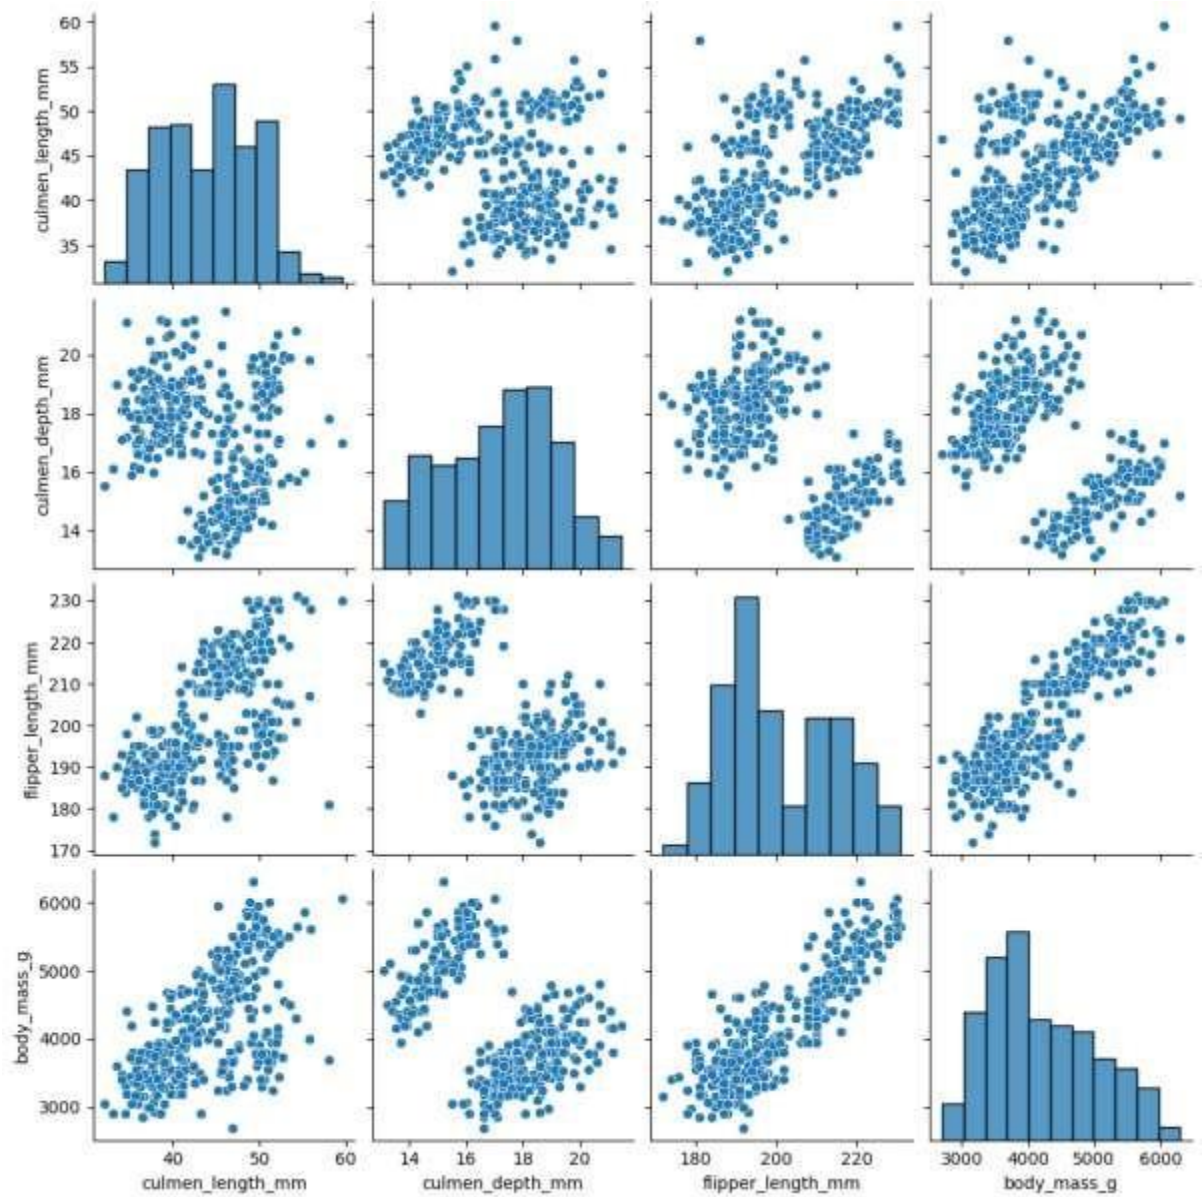 60
55
50
45
40
35
culmen_length_mm
20
18
16
14
culmen_depth_mm
230
220
210
200
190
180
170
flipper_length_mm
6000
5000
4000
3000
body_mass_g
40 50 60
14 16 18 20
180 200 220
3000 4000 5000 6000
culmen_length_mm
culmen_depth_mm
flipper_length_mm
body_mass_g